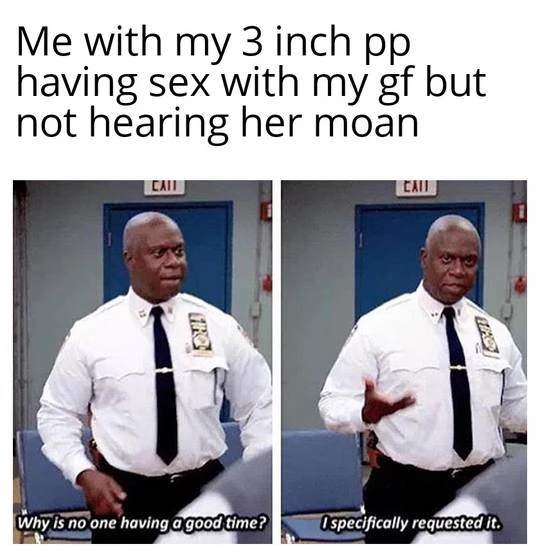 Me with my 3 inch pp
having sex with my gf but
not hearing her moan
Why is no one having a good time?
I specifically requested it.